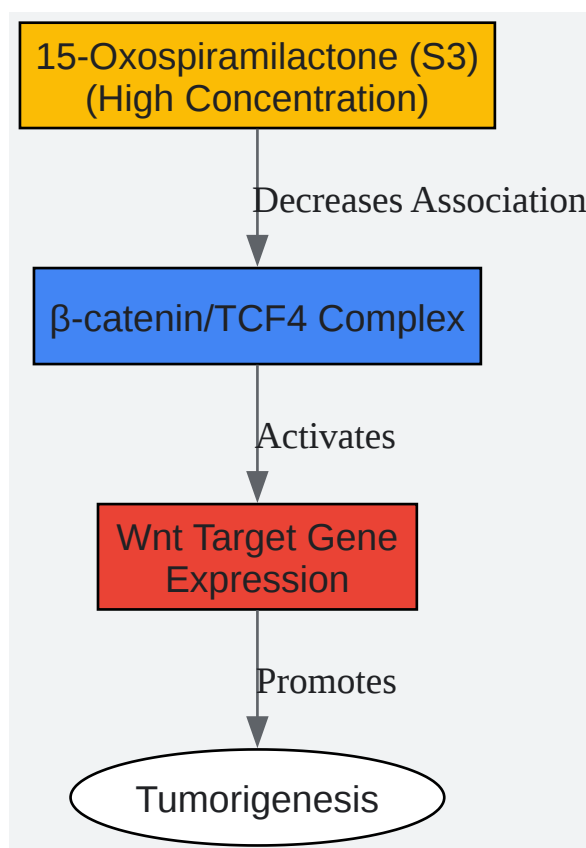 15-Oxospiramilactone (S3)
(High Concentration)
Decreases Association
β-catenin/TCF4 Complex
Activates
Wnt Target Gene
Expression
Promotes
Tumorigenesis